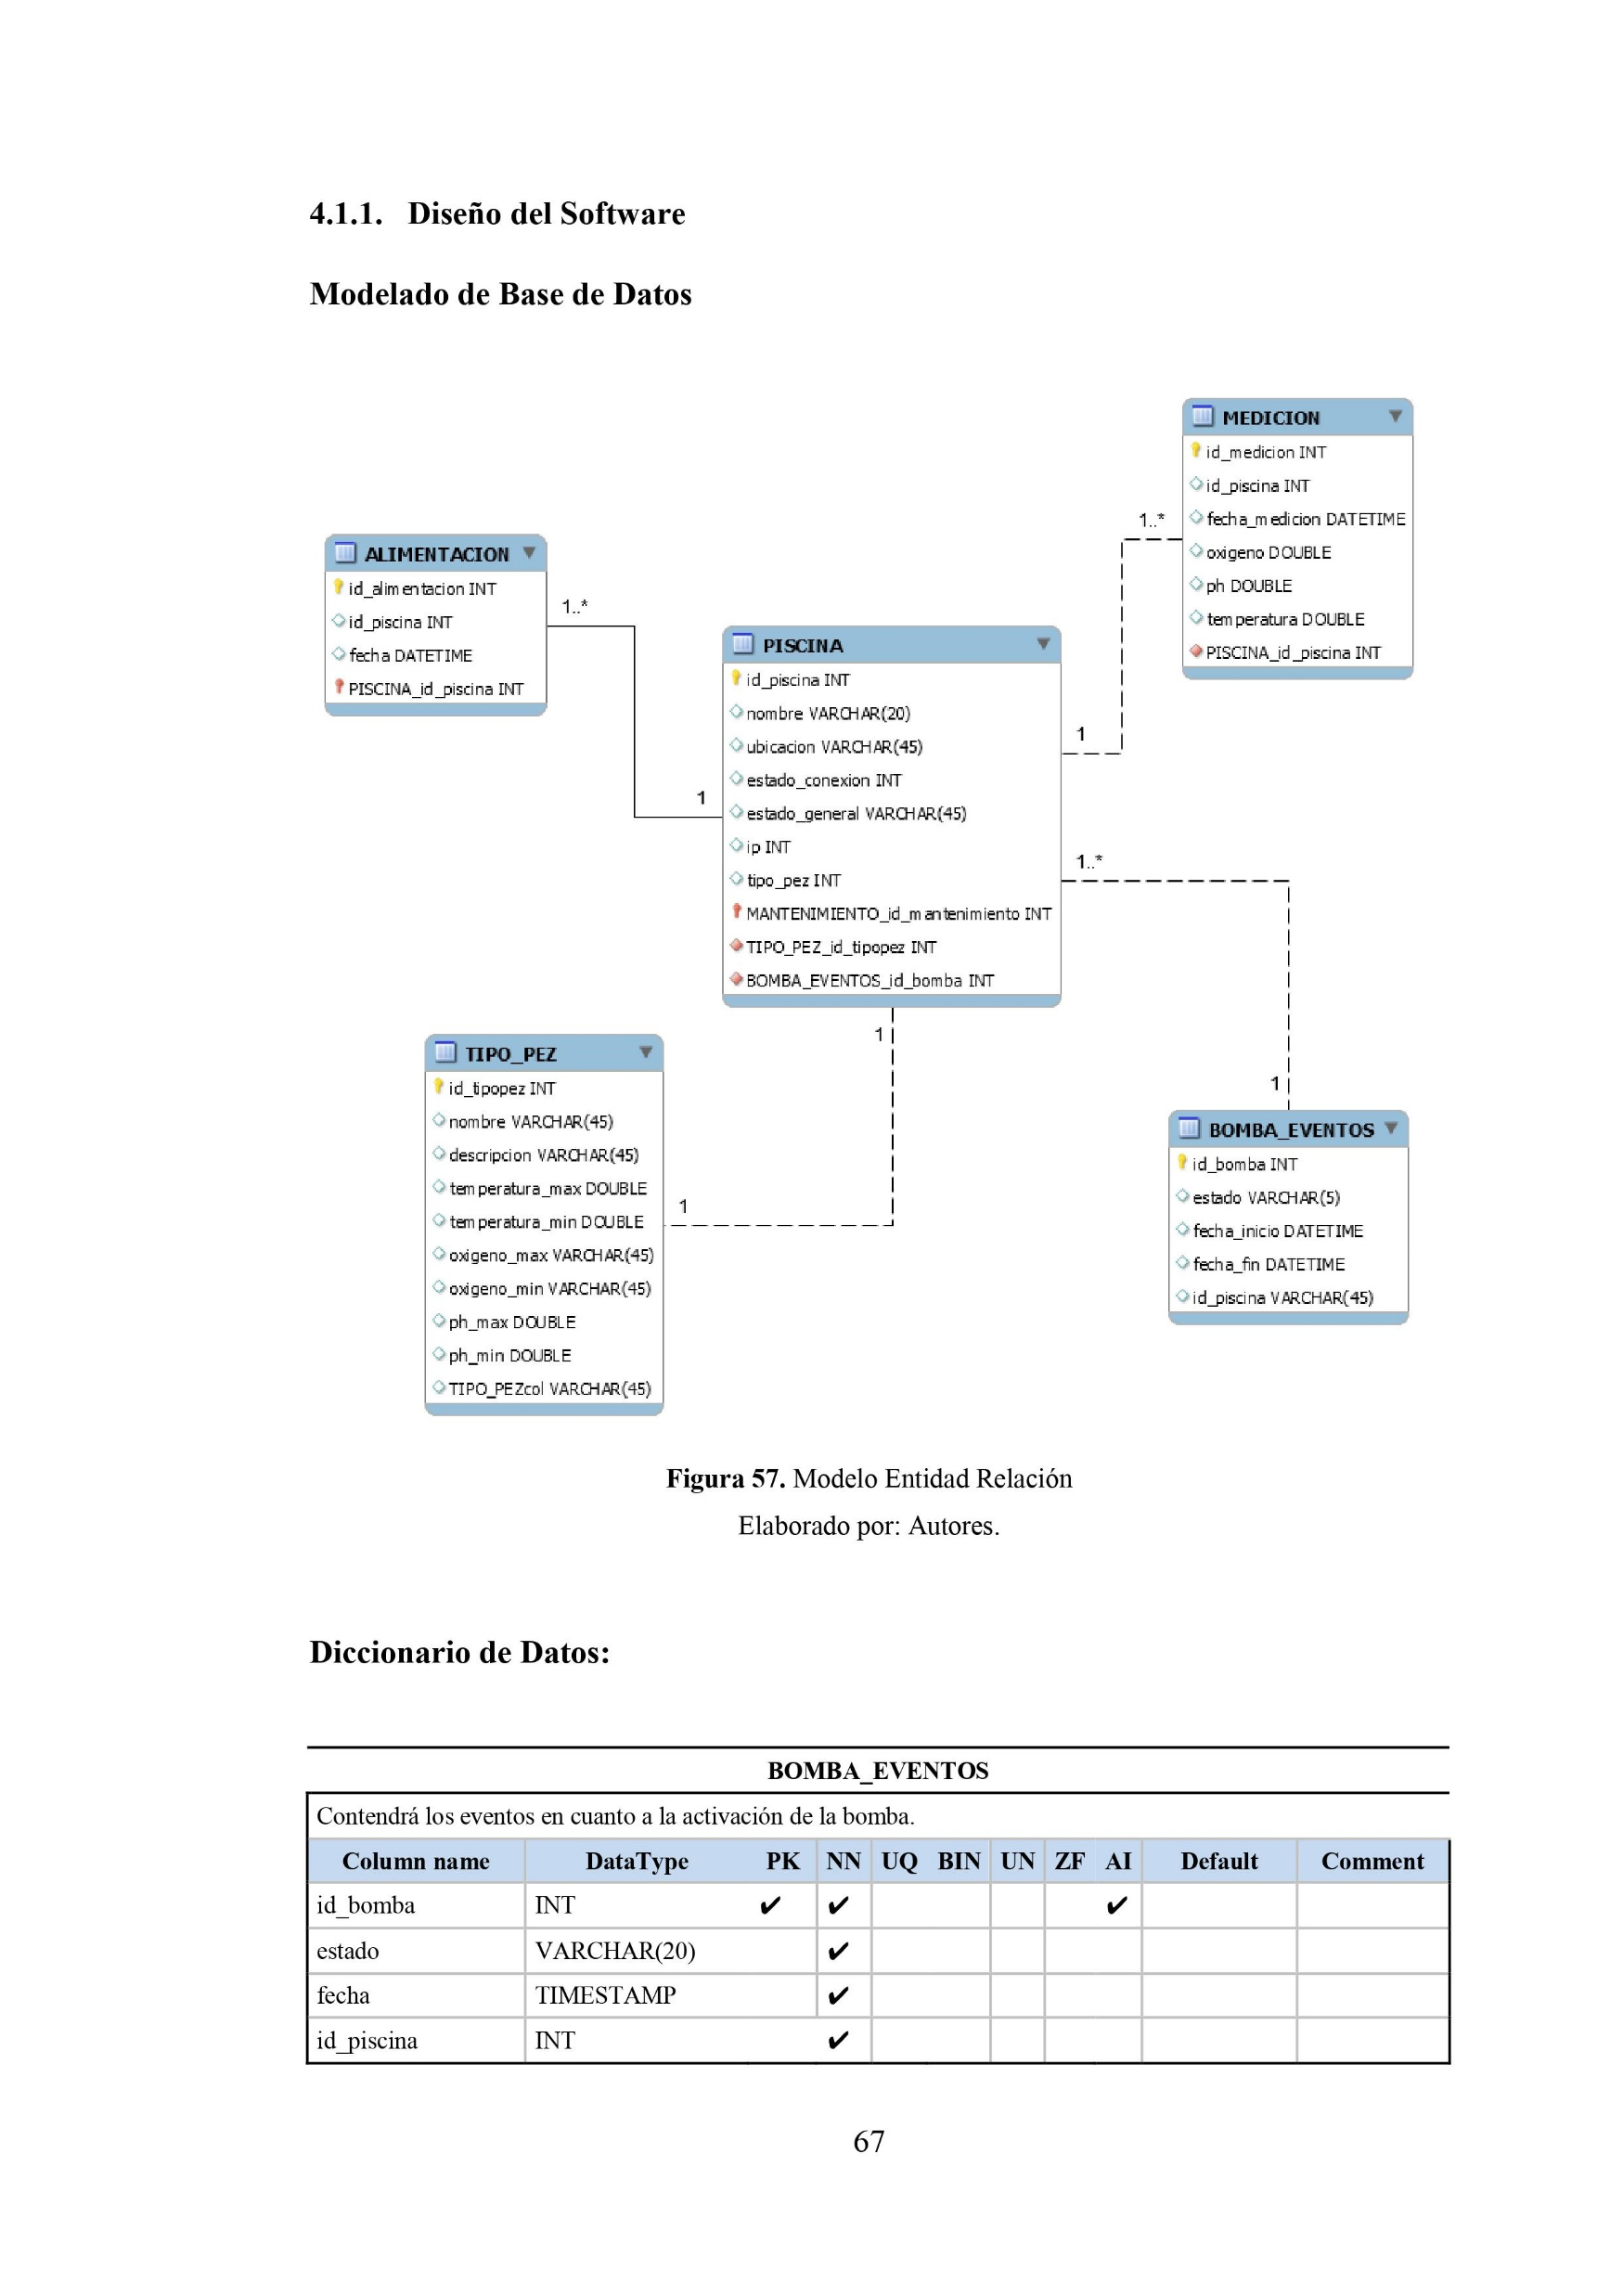 4.1.1. Diseño del Software
Modelado de Base de Datos
MEDICION
id_medicion INT
id_piscina INT
fecha_medicion DATETIME
oxigeno DOUBLE
ph DOUBLE
temperatura DOUBLE
PISCINA_id_piscina INT
1..*
1
ALIMENTACION
id_alimentacion INT
id_piscina INT
fecha DATETIME
PISCINA_id_piscina INT
1..*
1
PISCINA
id_piscina INT
nombre VARCHAR(20)
ubicacion VARCHAR(45)
estado_conexion INT
estado_general VARCHAR(45)
ip INT
tipo_pez INT
MANTENIMIENTO_id_mantenimiento INT
TIPO_PEZ_id_tipopez INT
BOMBA_EVENTOS_id_bomba INT
1..*
1
1
1
TIPO_PEZ
id_tipopez INT
nombre VARCHAR(45)
descripcion VARCHAR(45)
temperatura_max DOUBLE
temperatura_min DOUBLE
oxigeno_max VARCHAR(45)
oxigeno_min VARCHAR(45)
ph_max DOUBLE
ph_min DOUBLE
TIPO_PEZcol VARCHAR(45)
BOMBA_EVENTOS
id_bomba INT
estado VARCHAR(5)
fecha_inicio DATETIME
fecha_fin DATETIME
id_piscina VARCHAR(45)
Figura 57. Modelo Entidad Relación
Elaborado por: Autores.
Diccionario de Datos:
BOMBA_EVENTOS
Contendrá los eventos en cuanto a la activación de la bomba.
Column name DataType PK NN UQ BIN UN ZF AI Default Comment
id_bomba INT ✔ ✔ ✔
estado VARCHAR(20) ✔
fecha TIMESTAMP ✔
id_piscina INT ✔
67